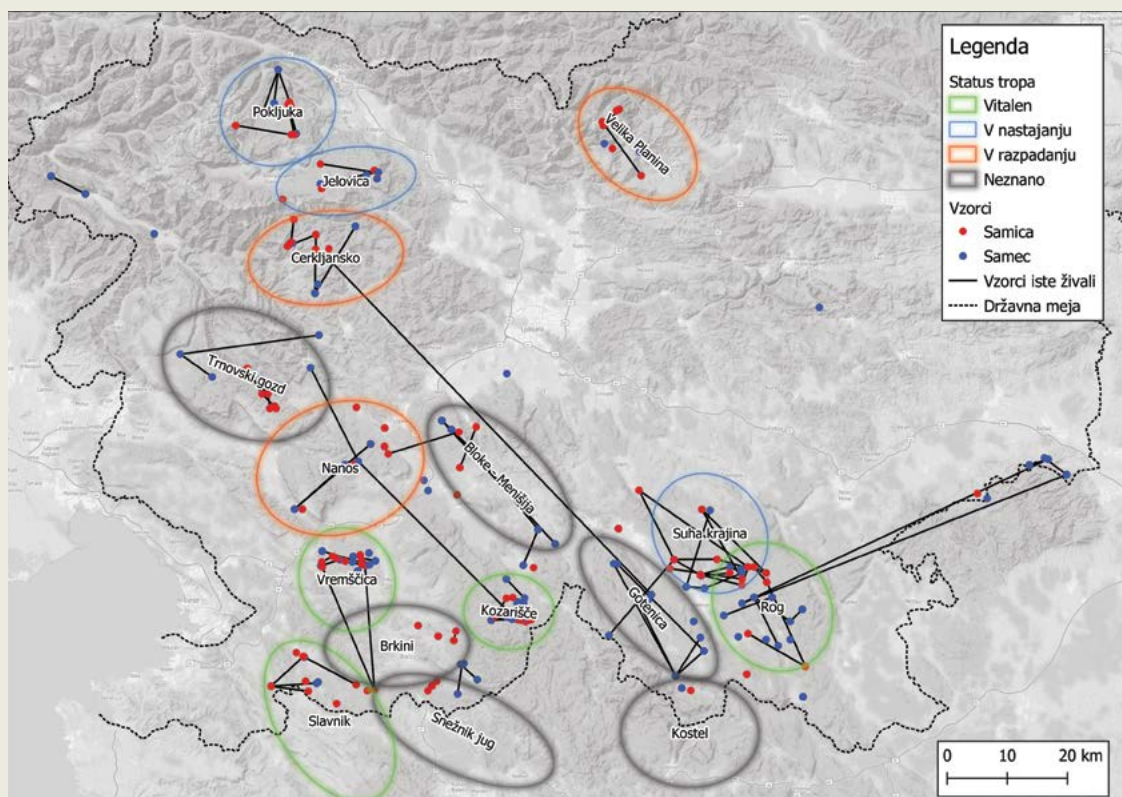 Legenda
Status tropa
Vitalen
V nastajanju
V razpadanju
Neznano
Vzorci
Samica
Samec
Vzorci iste živali
Državna meja
Pokljuka
Velika Planina
Jelovica
Cerkljansko
Trnovski gozd
Nanos
Bloke - Menišija
Suha krajina
Vremščica
Kozarišče
Gotenica
Rog
Brkini
Slavnik
Snežnik jug
Kostel
0 10 20 km